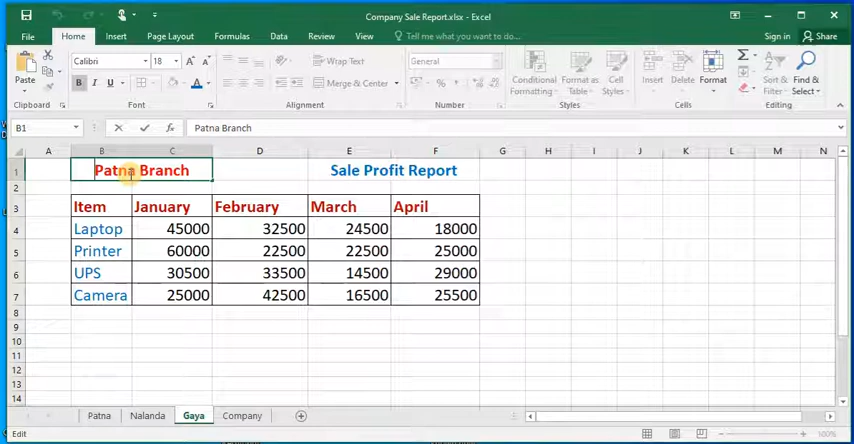 Company Sale Report.xlsx - Excel
File Home Insert Page Layout Formulas Data Review View Tell me what you want to do... Sign in Share
Paste
Calibri 18
B I U
Wrap Text
Merge & Center
General
Conditional Formatting
Format as Table
Cell Styles
Insert Delete Format
Sort & Filter
Find & Select
Clipboard Font Alignment Number Styles Cells Editing
B1 fx Patna Branch
A B C D E F G H I J K L M N
1 Patna Branch Sale Profit Report
2
3 Item January February March April
4 Laptop 45000 32500 24500 18000
5 Printer 60000 22500 22500 25000
6 UPS 30500 33500 14500 29000
7 Camera 25000 42500 16500 25500
8
9
10
11
12
13
14
Patna Nalanda Gaya Company
Edit 100%